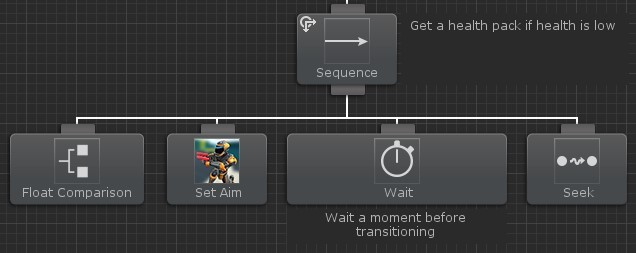 Get a health pack if health is low
Sequence
Float Comparison
Set Aim
Wait
Seek
Wait a moment before
transitioning